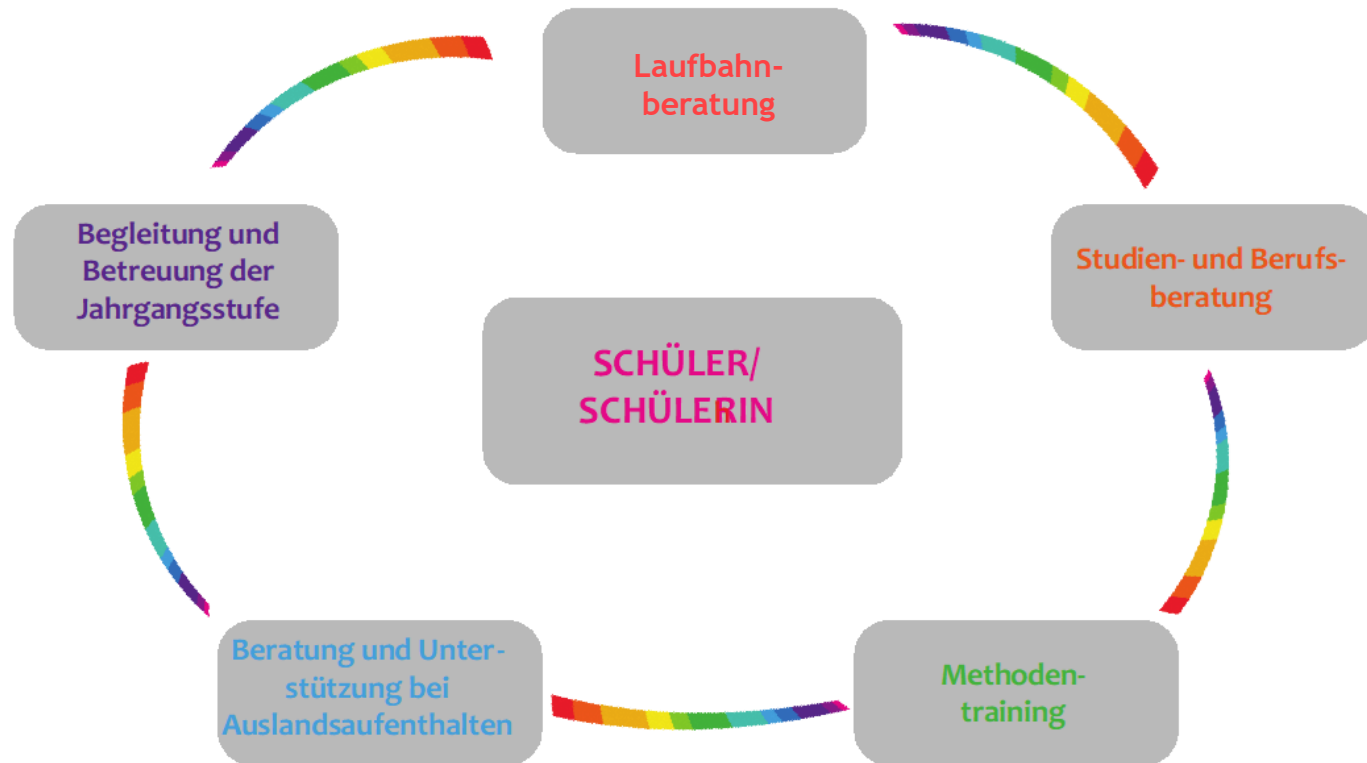 Laufbahn-
beratung
Begleitung und
Betreuung der
Jahrgangsstufe
Studien- und Berufs-
beratung
SCHÜLER/
SCHÜLERIN
Beratung und Unter-
stützung bei
Auslandsaufenthalten
Methoden-
training